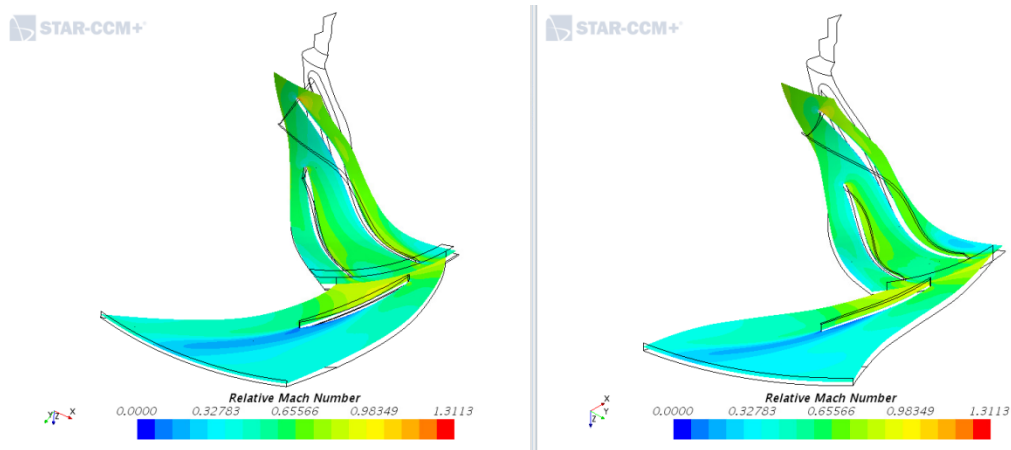 STAR-CCM+
Relative Mach Number
0.0000 0.32783 0.65566 0.98349 1.3113
Y Z X
STAR-CCM+
Relative Mach Number
0.0000 0.32783 0.65566 0.98349 1.3113
X
Y
Z